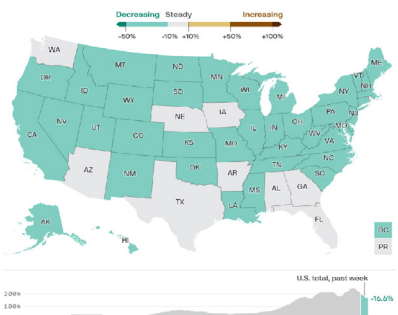 Decreasing Steady Increasing
-50% -10% +10% +50% +100%
WA
MT
ND
ME
OR
MN
VT
NH
ID
SD
WI
NY
WY
MI
NV
NE
IA
PA
NJ
CA
UT
CO
IL
IN
OH
MD
WV
VA
KS
MO
KY
NC
AZ
NM
OK
AR
TN
SC
TX
LA
MS
AL
GA
AK
FL
HI
DC
PR
U.S. total, past week
200k
100k
-16.6%